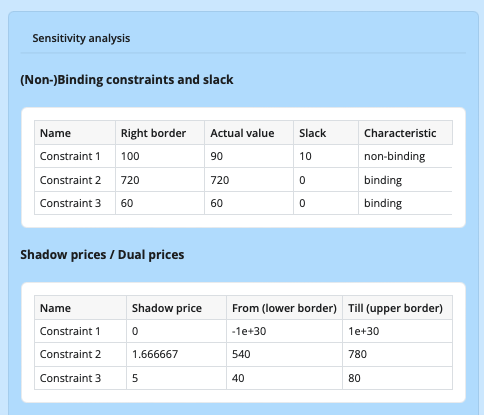 Sensitivity analysis
(Non-)Binding constraints and slack
Name Right border Actual value Slack Characteristic
Constraint 1 100 90 10 non-binding
Constraint 2 720 720 0 binding
Constraint 3 60 60 0 binding
Shadow prices / Dual prices
Name Shadow price From (lower border) Till (upper border)
Constraint 1 0 -1e+30 1e+30
Constraint 2 1.666667 540 780
Constraint 3 5 40 80